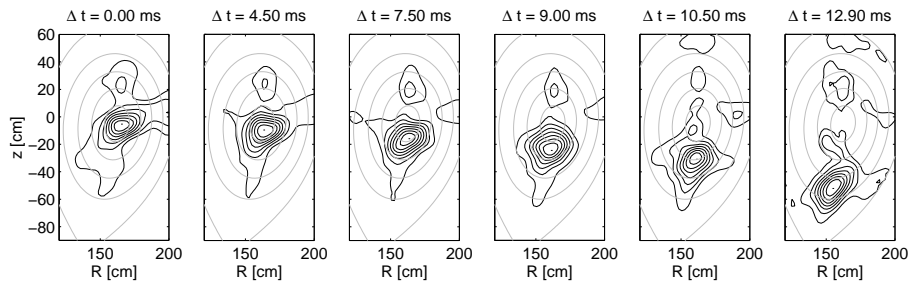 Δ t = 0.00 ms
Δ t = 4.50 ms
Δ t = 7.50 ms
Δ t = 9.00 ms
Δ t = 10.50 ms
Δ t = 12.90 ms
60
40
20
0
−20
−40
−60
−80
z [cm]
150 200
150 200
150 200
150 200
150 200
150 200
R [cm]
R [cm]
R [cm]
R [cm]
R [cm]
R [cm]